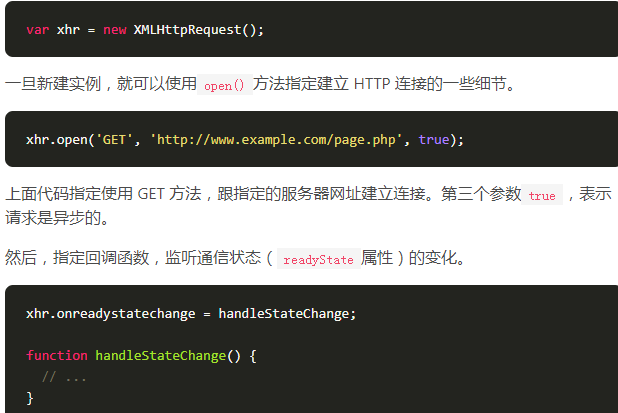 var xhr = new XMLHttpRequest();
一旦新建实例，就可以使用 open() 方法指定建立 HTTP 连接的一些细节。
xhr.open('GET', 'http://www.example.com/page.php', true);
上面代码指定使用 GET 方法，跟指定的服务器网址建立连接。第三个参数 true ，表示
请求是异步的。
然后，指定回调函数，监听通信状态（ readyState 属性）的变化。
xhr.onreadystatechange = handleStateChange;
function handleStateChange() {
  // ...
}